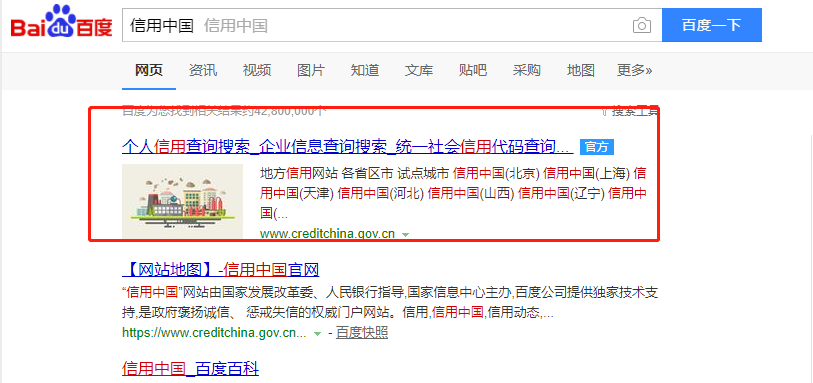 Bai du 百度 信用中国 信用中国 百度一下
网页 资讯 视频 图片 知道 文库 贴吧 采购 地图 更多»
百度为您找到相关结果约42,800,000个 搜索工具
个人信用查询搜索_企业信息查询搜索_统一社会信用代码查询... 官方
地方信用网站 各省区市 试点城市 信用中国(北京) 信用中国(上海) 信
用中国(天津) 信用中国(河北) 信用中国(山西) 信用中国(辽宁) 信用中
国(...
www.creditchina.gov.cn
【网站地图】-信用中国官网
“信用中国”网站由国家发展改革委、人民银行指导,国家信息中心主办,百度公司提供独家技术支
持,是政府褒扬诚信、 惩戒失信的权威门户网站。信用,信用中国,信用动态,...
https://www.creditchina.gov.cn... - 百度快照
信用中国_百度百科